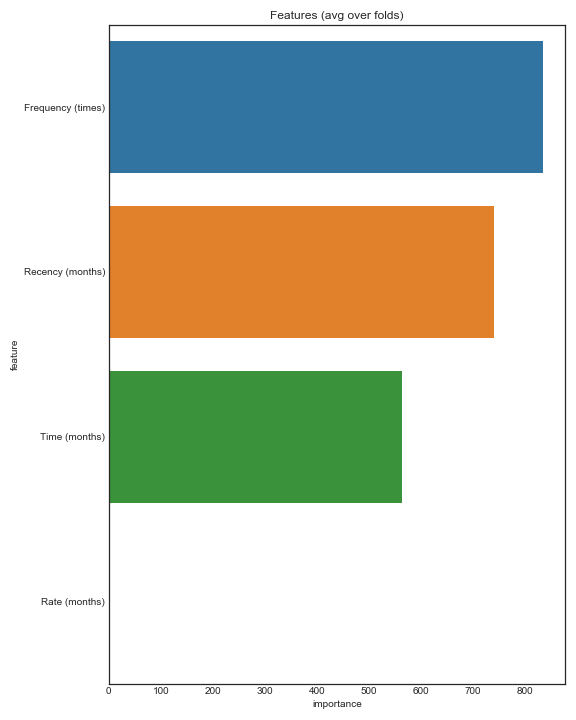 Features (avg over folds)
Frequency (times)
Recency (months)
feature
Time (months)
Rate (months)
0 100 200 300 400 500 600 700 800
importance